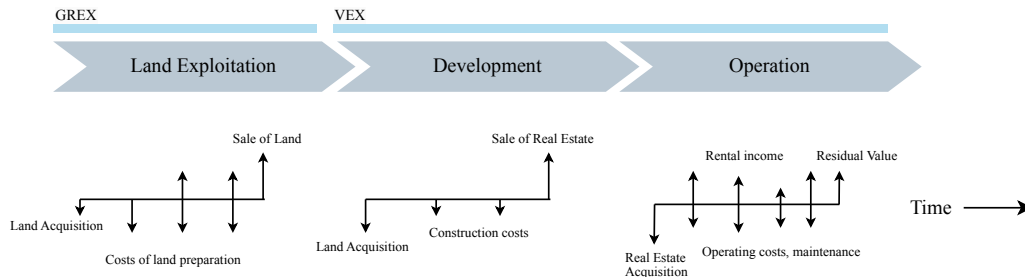 GREX
VEX
Land Exploitation
Development
Operation
Sale of Land
Land Acquisition
Costs of land preparation
Sale of Real Estate
Land Acquisition
Construction costs
Rental income
Residual Value
Real Estate
Acquisition
Operating costs, maintenance
Time